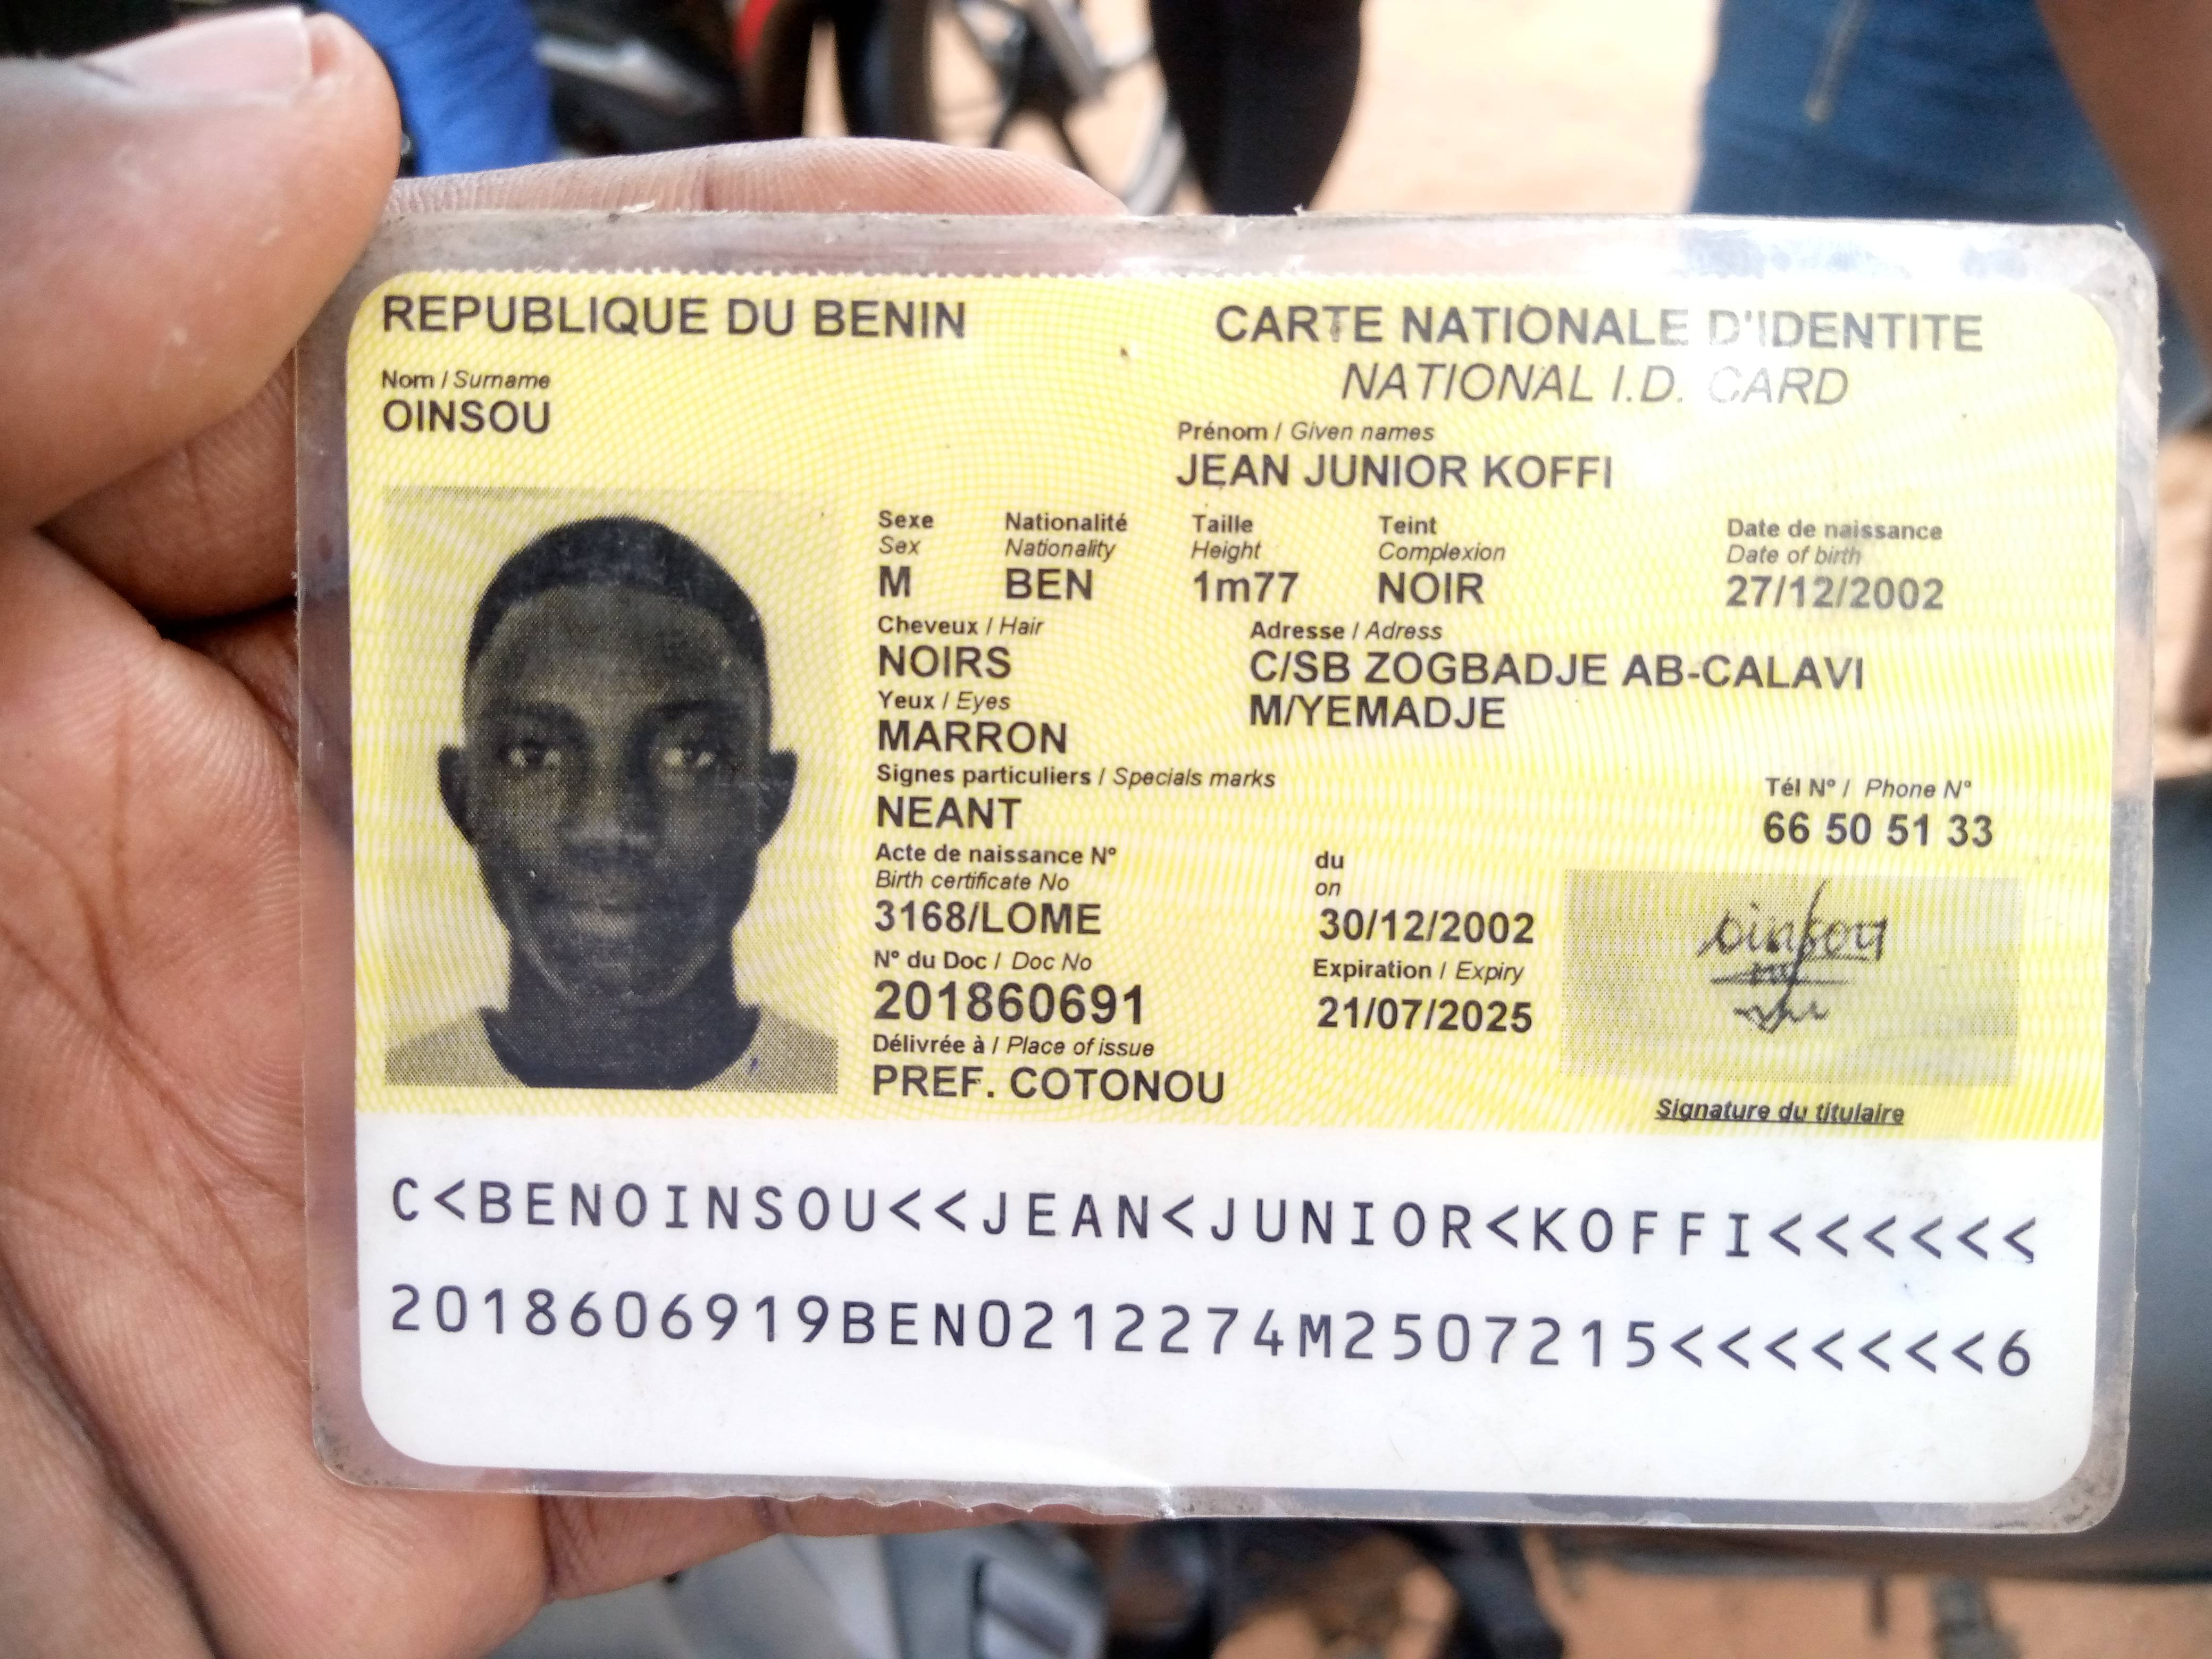 REPUBLIQUE DU BENIN
CARTE NATIONALE D'IDENTITE
NATIONAL I.D. CARD
Nom / Surname
OINSOU
Prénom / Given names
JEAN JUNIOR KOFFI
Sexe Nationalité Taille Teint Date de naissance
Sex Nationality Height Complexion Date of birth
M BEN 1m77 NOIR 27/12/2002
Cheveux / Hair Adresse / Adress
NOIRS C/SB ZOGBADJE AB-CALAVI
Yeux / Eyes M/YEMADJE
MARRON
Signes particuliers / Specials marks Tél N° / Phone N°
NEANT 66 50 51 33
Acte de naissance N° du
Birth certificate No on
3168/LOME 30/12/2002
N° du Doc / Doc No Expiration / Expiry
201860691 21/07/2025
Délivrée à / Place of issue
PREF. COTONOU
oinsou
Signature du titulaire
C<BENOINSOU<<JEAN<JUNIOR<KOFFI<<<<<<
2018606919BEN0212274M2507215<<<<<<<6